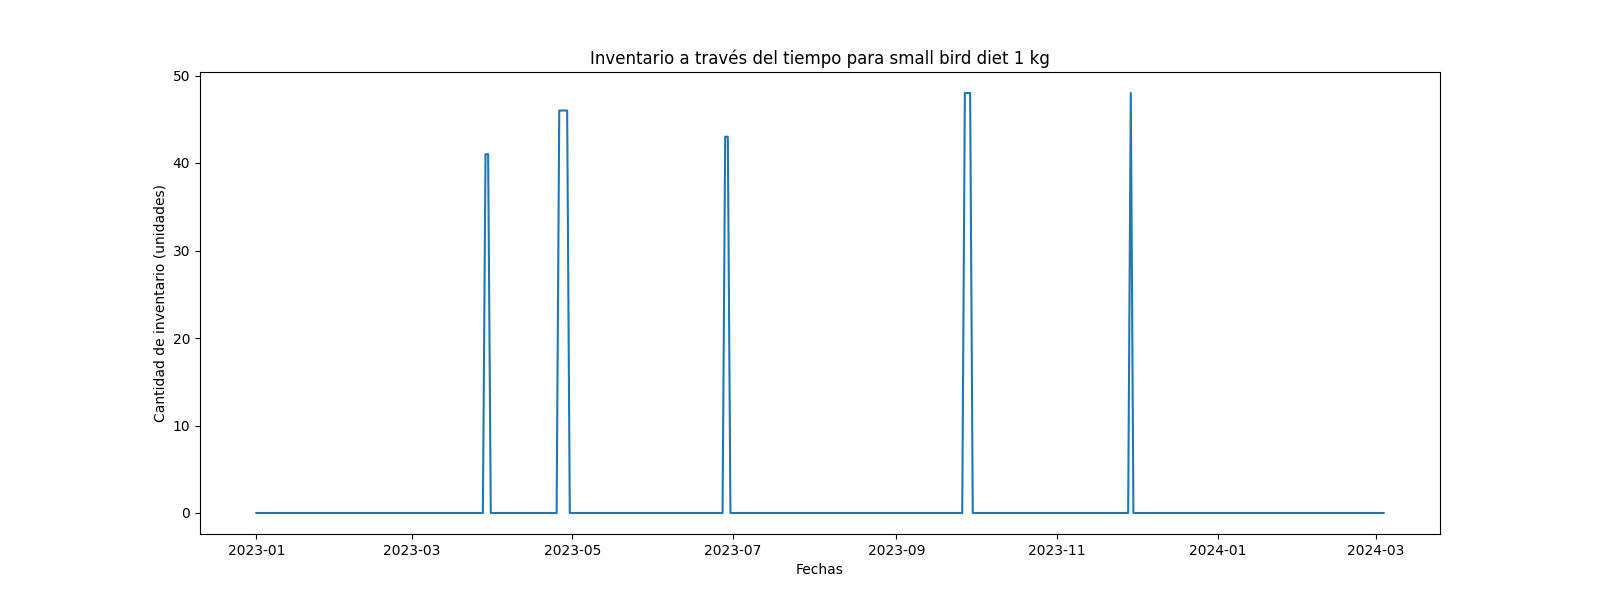 Inventario a través del tiempo para small bird diet 1 kg
Cantidad de inventario (unidades)
50
40
30
20
10
0
2023-01 2023-03 2023-05 2023-07 2023-09 2023-11 2024-01 2024-03
Fechas